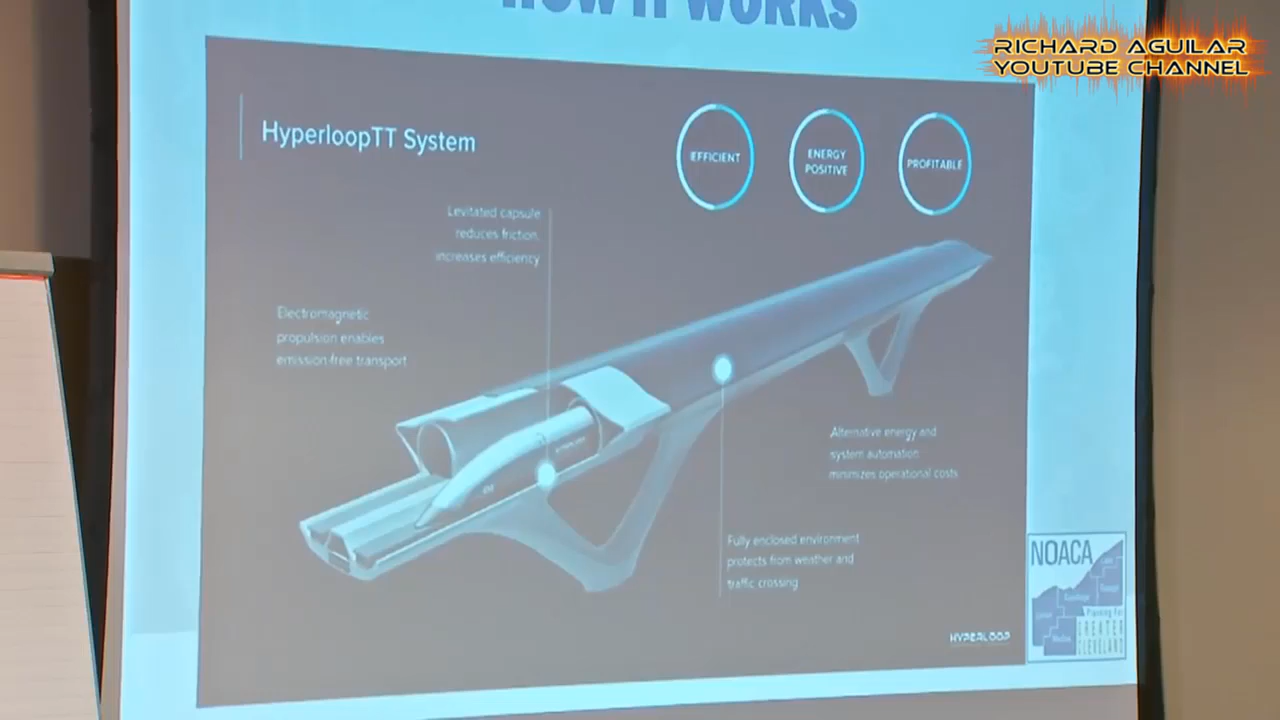 HOW IT WORKS
RICHARD AGUILAR
YOUTUBE CHANNEL
HyperloopTT System
EFFICIENT
ENERGY
POSITIVE
PROFITABLE
Levitated capsule
reduces friction,
increases efficiency
Electromagnetic
propulsion enables
emission-free transport
Alternative energy and
system automation
minimizes operational costs
Fully enclosed environment
protects from weather and
traffic crossing
HYPERLOOP
NOACA
Planning For
GREATER
CLEVELAND